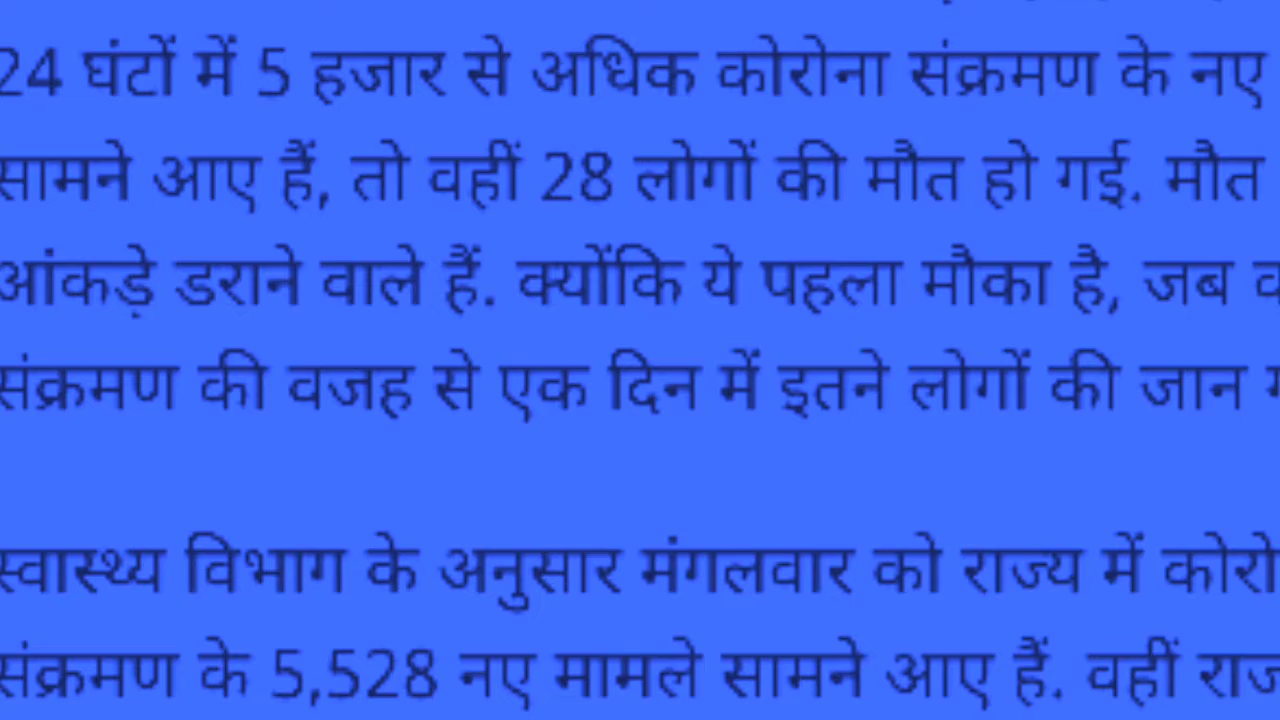 24 घंटों में 5 हजार से अधिक कोरोना संक्रमण के नए
सामने आए हैं, तो वहीं 28 लोगों की मौत हो गई. मौत
आंकड़े डराने वाले हैं. क्योंकि ये पहला मौका है, जब
संक्रमण की वजह से एक दिन में इतने लोगों की जान
स्वास्थ्य विभाग के अनुसार मंगलवार को राज्य में कोरो
संक्रमण के 5,528 नए मामले सामने आए हैं. वहीं राज